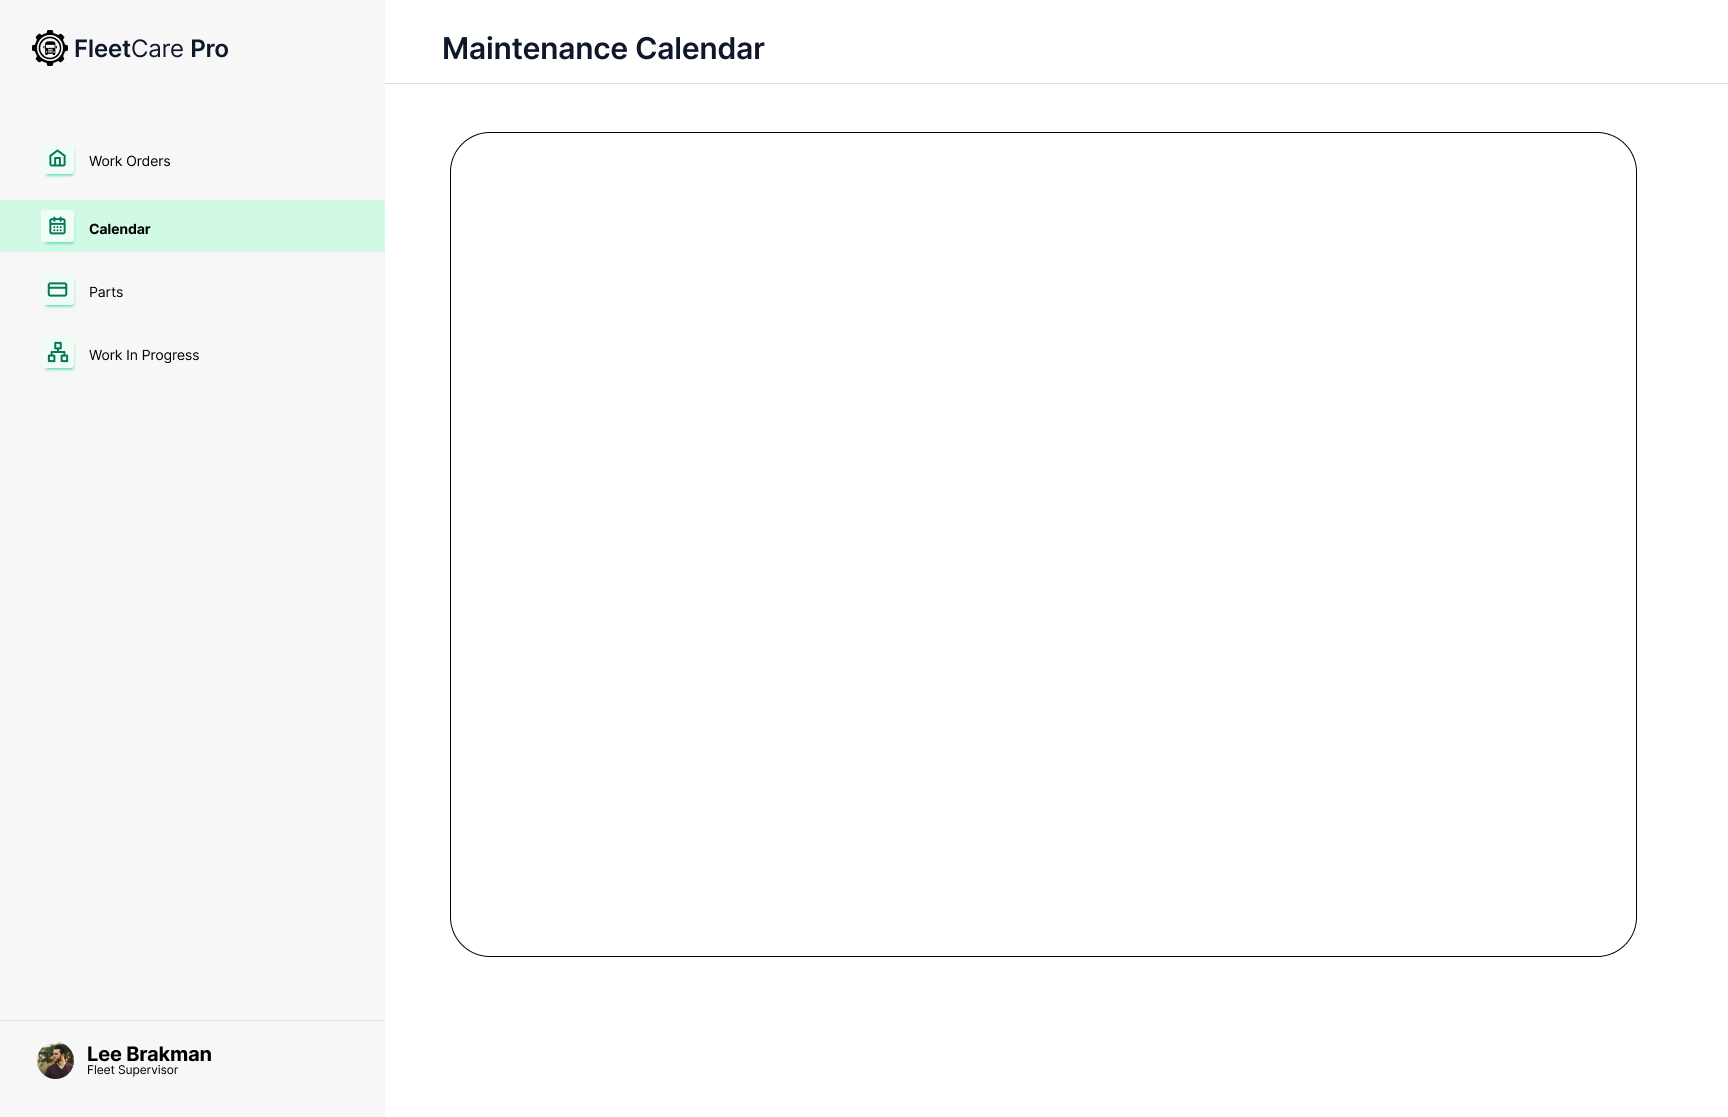 FleetCare Pro
Maintenance Calendar
Work Orders
Calendar
Parts
Work In Progress
Lee Brakman
Fleet Supervisor